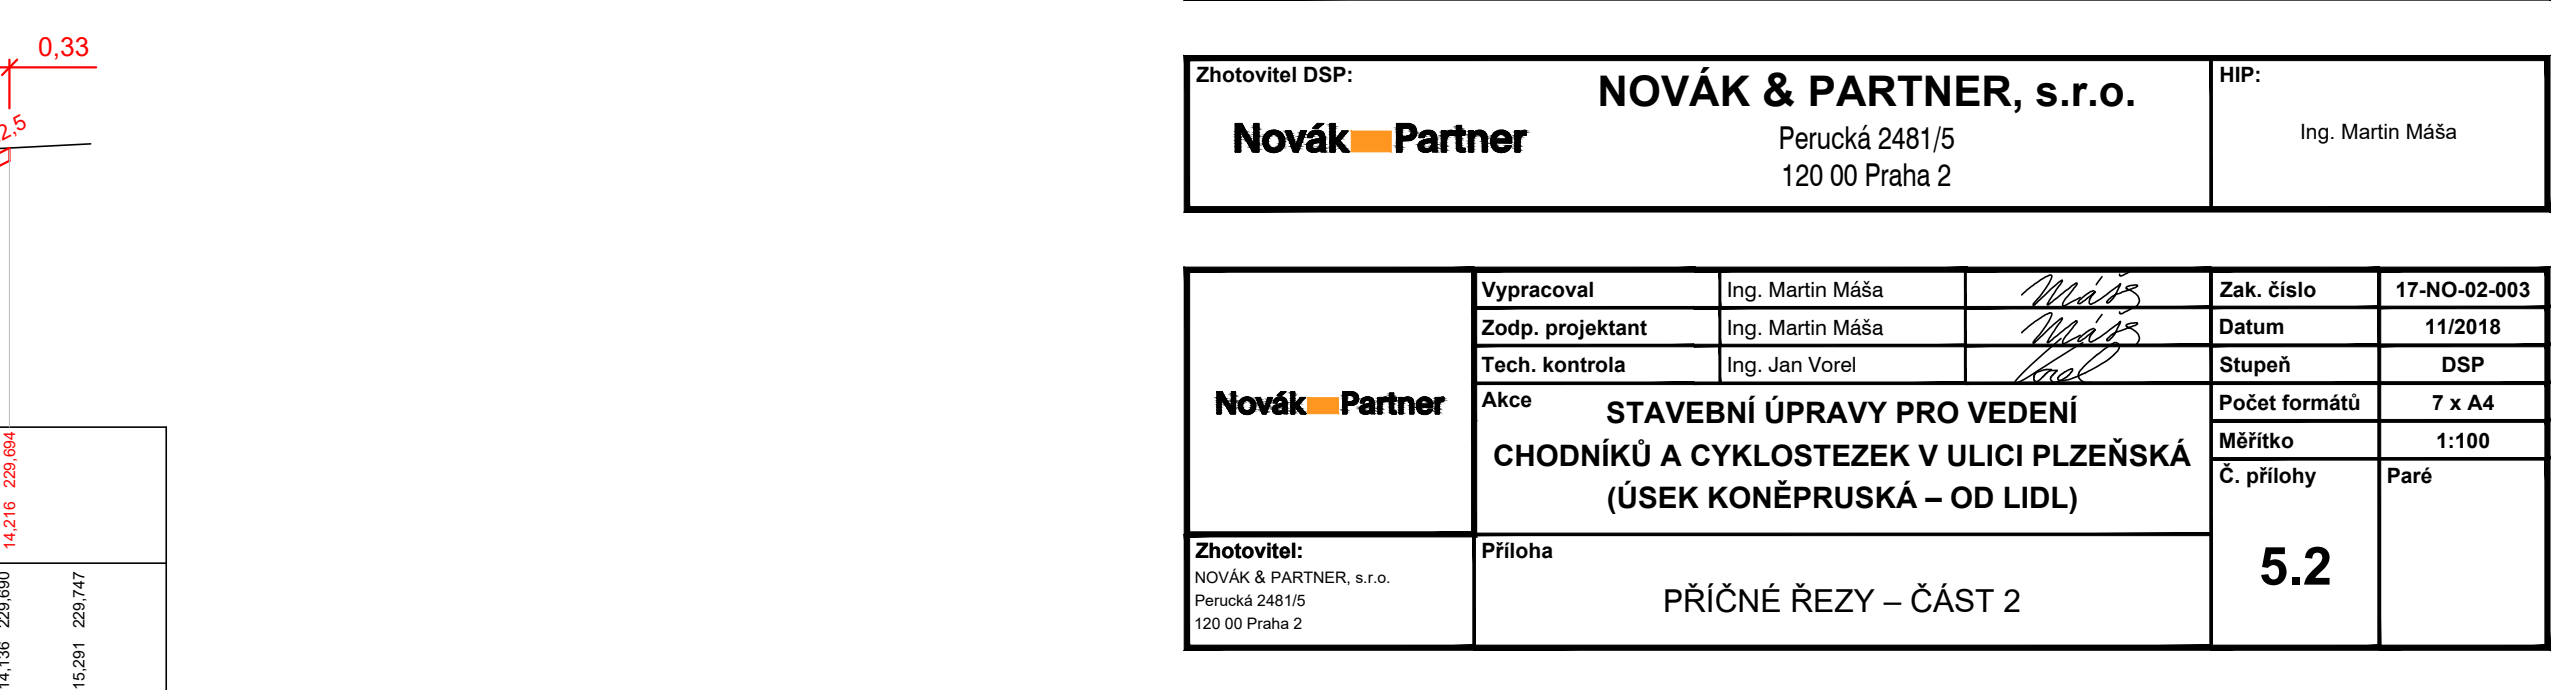 0,33
2,5
14,216 229,694
14,136 229,690
15,291 229,747
Zhotovitel DSP:
Novák Partner
NOVÁK & PARTNER, s.r.o.
Perucká 2481/5
120 00 Praha 2
HIP:
Ing. Martin Máša
Novák Partner
Vypracoval Ing. Martin Máša Máša
Zodp. projektant Ing. Martin Máša Máša
Tech. kontrola Ing. Jan Vorel Vorel
Akce
STAVEBNÍ ÚPRAVY PRO VEDENÍ
CHODNÍKŮ A CYKLOSTEZEK V ULICI PLZEŇSKÁ
(ÚSEK KONĚPRUSKÁ – OD LIDL)
Zak. číslo 17-NO-02-003
Datum 11/2018
Stupeň DSP
Počet formátů 7 x A4
Měřítko 1:100
Č. přílohy
5.2
Paré
Zhotovitel:
NOVÁK & PARTNER, s.r.o.
Perucká 2481/5
120 00 Praha 2
Příloha
PŘÍČNÉ ŘEZY – ČÁST 2